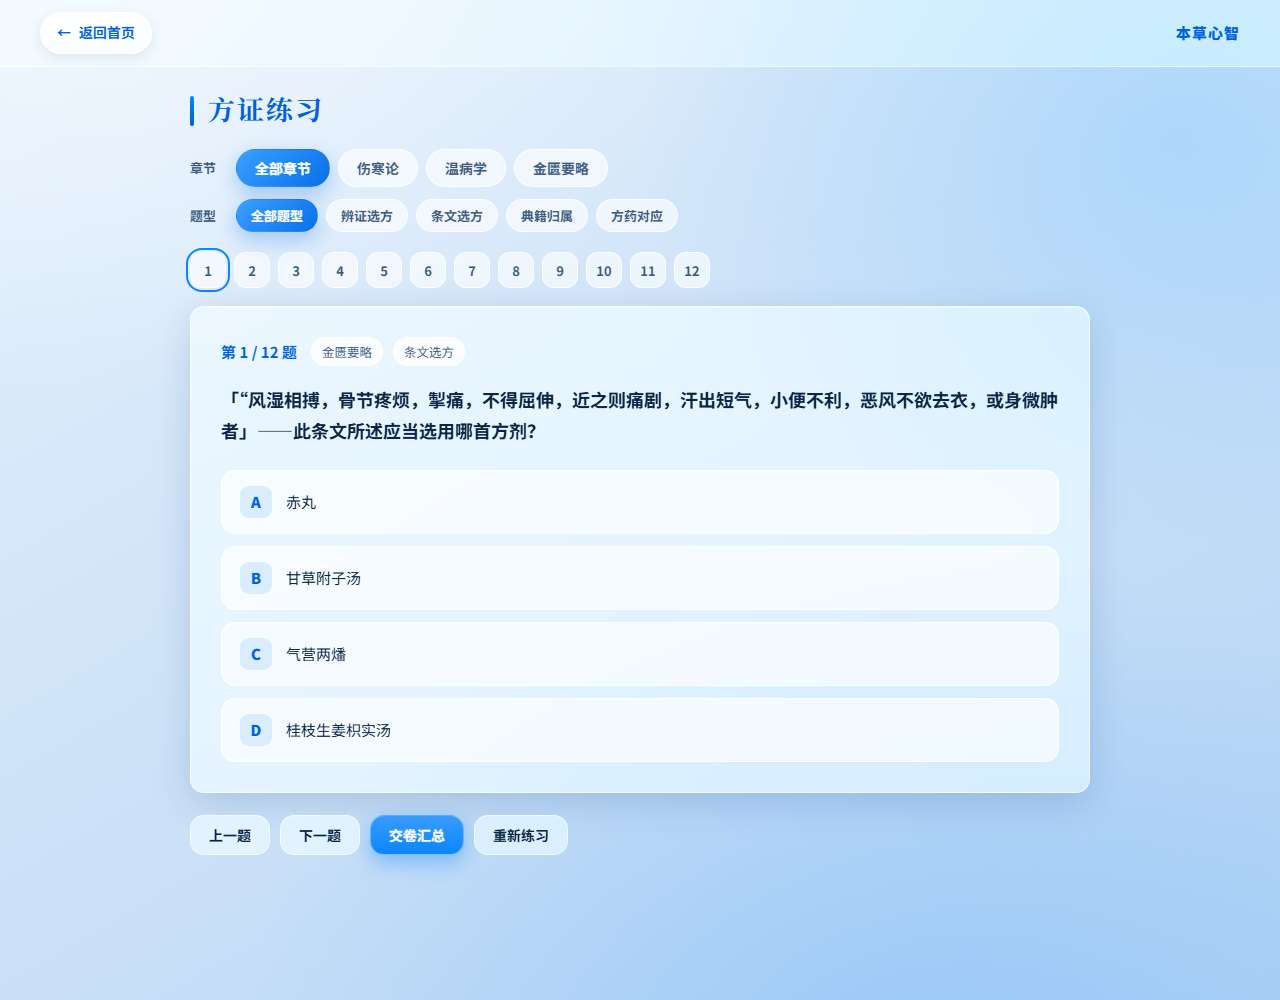 ← 返回首页
本草心智
方证练习
章节 全部章节 伤寒论 温病学 金匮要略
题型 全部题型 辨证选方 条文选方 典籍归属 方药对应
1 2 3 4 5 6 7 8 9 10 11 12
第 1 / 12 题 金匮要略 条文选方
「“风湿相搏，骨节疼烦，掣痛，不得屈伸，近之则痛剧，汗出短气，小便不利，恶风不欲去衣，或身微肿
者」——此条文所述应当选用哪首方剂？
A 赤丸
B 甘草附子汤
C 气营两燔
D 桂枝生姜枳实汤
上一题 下一题 交卷汇总 重新练习